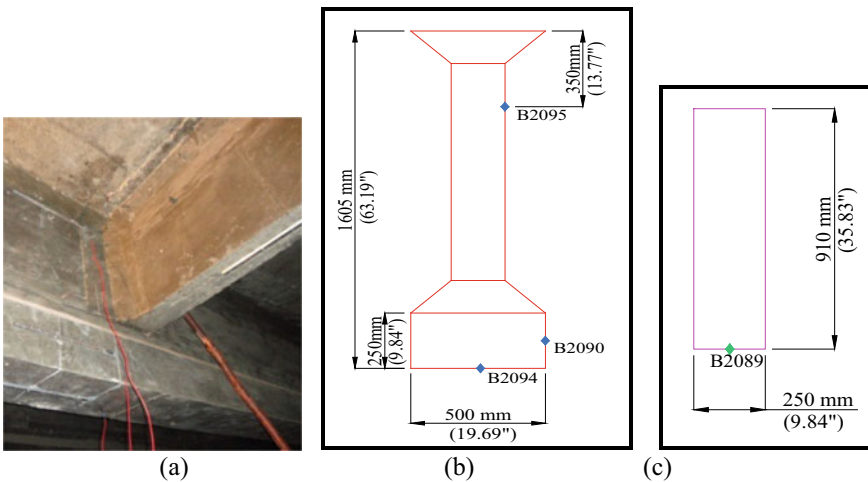 1605 mm
(63.19")
350mm
(13.77")
B2095
250mm
(9.84")
B2090
B2094
500 mm
(19.69")
910 mm
(35.83")
B2089
250 mm
(9.84")
(a)
(b)
(c)